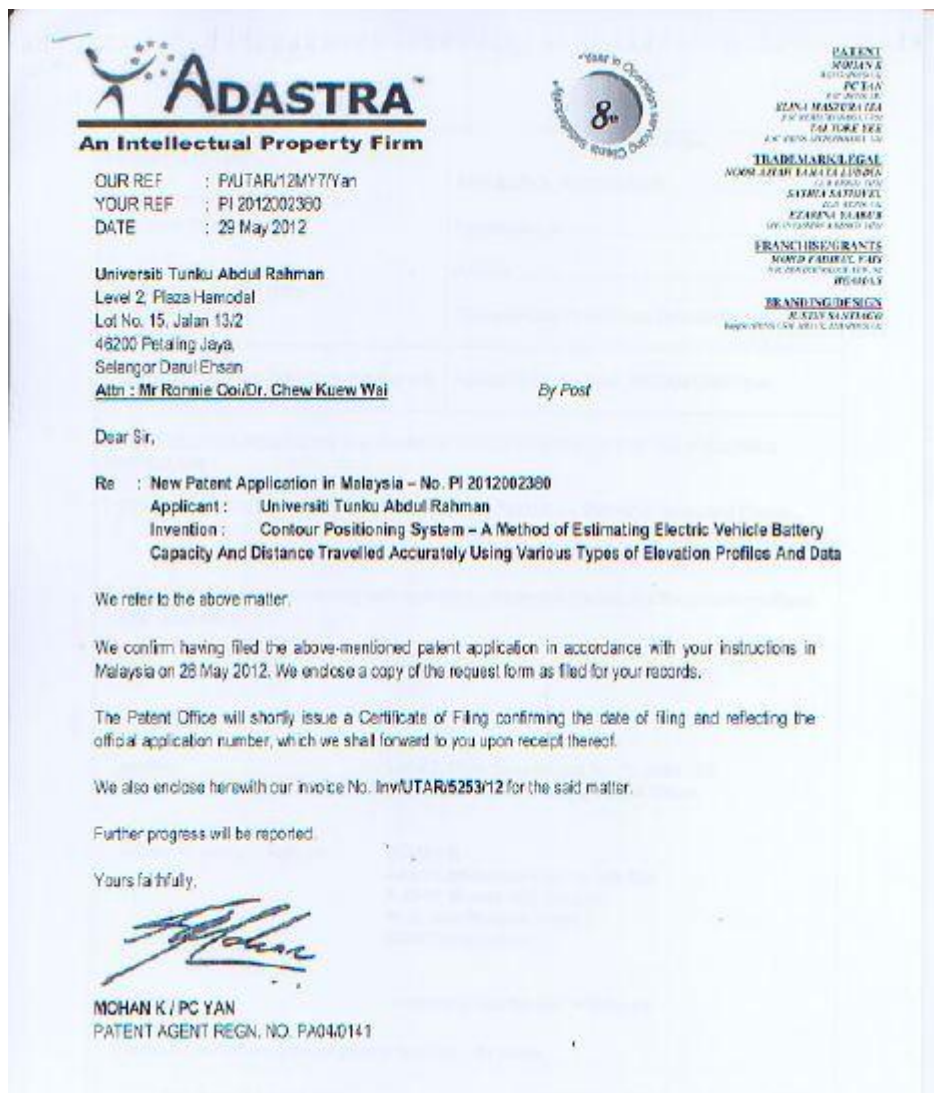 ADASTRA™
An Intellectual Property Firm
8th
PATENT
MOHAN K
PC TAN
TRADEMARK/LEGAL
FRANCHISE/GRANTS
BRANDING/DESIGN
JUSTIN SANTIAGO
OUR REF : P/UTAR/12MY7/Yan
YOUR REF : PI 2012002380
DATE : 29 May 2012
Universiti Tunku Abdul Rahman
Level 2, Plaza Hamodal
Lot No. 15, Jalan 13/2
46200 Petaling Jaya,
Selangor Darul Ehsan
Attn : Mr Ronnie Ooi/Dr. Chew Kuew Wai
By Post
Dear Sir,
Re : New Patent Application in Malaysia – No. PI 2012002380
Applicant : Universiti Tunku Abdul Rahman
Invention : Contour Positioning System – A Method of Estimating Electric Vehicle Battery
Capacity And Distance Travelled Accurately Using Various Types of Elevation Profiles And Data
We refer to the above matter.
We confirm having filed the above-mentioned patent application in accordance with your instructions in
Malaysia on 28 May 2012. We enclose a copy of the request form as filed for your records.
The Patent Office will shortly issue a Certificate of Filing confirming the date of filing and reflecting the
official application number, which we shall forward to you upon receipt thereof.
We also enclose herewith our invoice No. Inv/UTAR/5253/12 for the said matter.
Further progress will be reported.
Yours faithfully,
MOHAN K / PC YAN
PATENT AGENT REGN. NO. PA04/0141